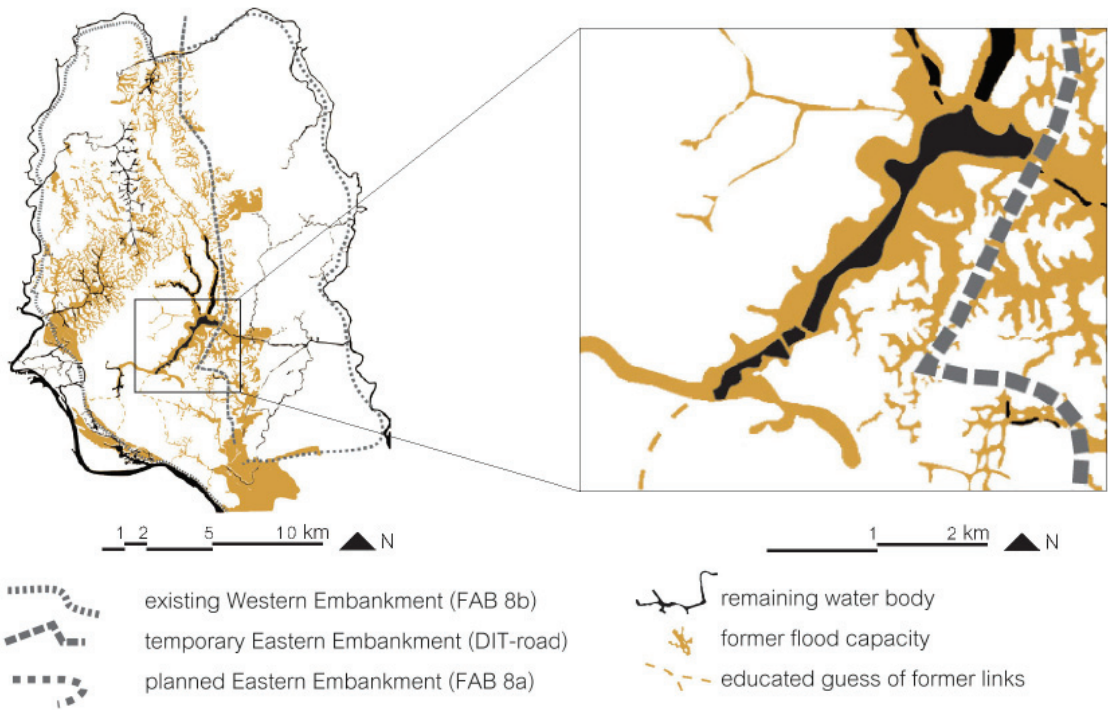 1 2 5 10 km N
1 2 km N
existing Western Embankment (FAB 8b)
temporary Eastern Embankment (DIT-road)
planned Eastern Embankment (FAB 8a)
remaining water body
former flood capacity
educated guess of former links